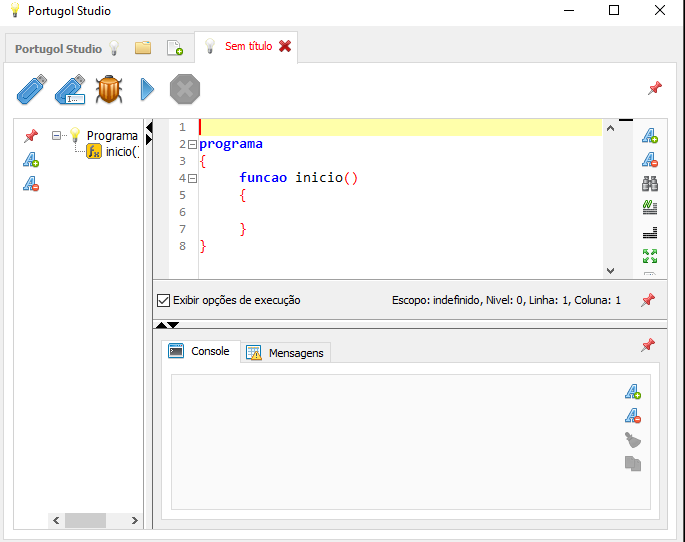 Portugol Studio
Portugol Studio
Sem título
I...
Programa
fx inicio()
1
2 programa
3 {
4 funcao inicio()
5 {
6
7 }
8 }
Exibir opções de execução
Escopo: indefinido, Nivel: 0, Linha: 1, Coluna: 1
Console
Mensagens